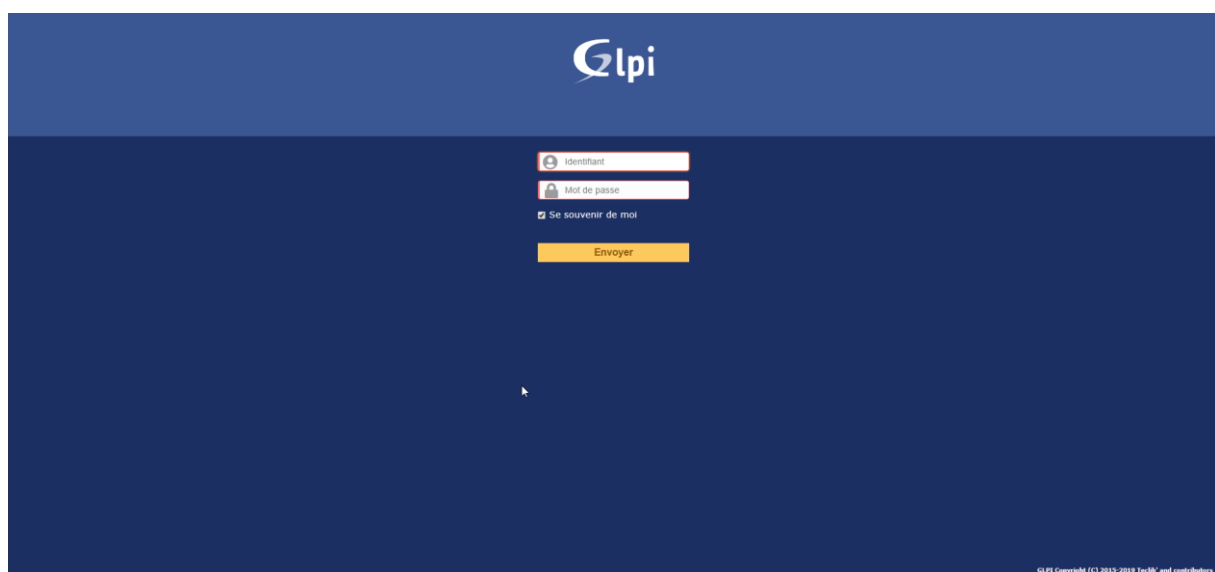 Glpi
Identifiant
Mot de passe
Se souvenir de moi
Envoyer
GLPI Copyright (C) 2015-2019 Teclib' and contributors